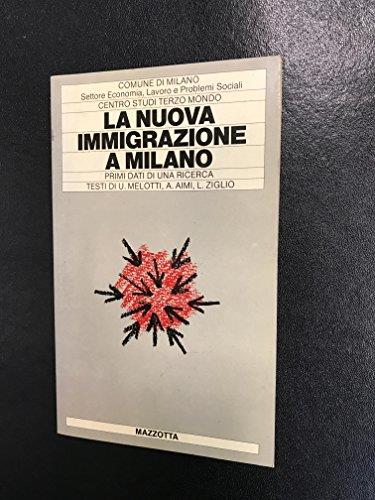 COMUNE DI MILANO
Settore Economia, Lavoro e Problemi Sociali
CENTRO STUDI TERZO MONDO
LA NUOVA
IMMIGRAZIONE
A MILANO
PRIMI DATI DI UNA RICERCA
TESTI DI U. MELOTTI, A. AIMI, L. ZIGLIO
MAZZOTTA